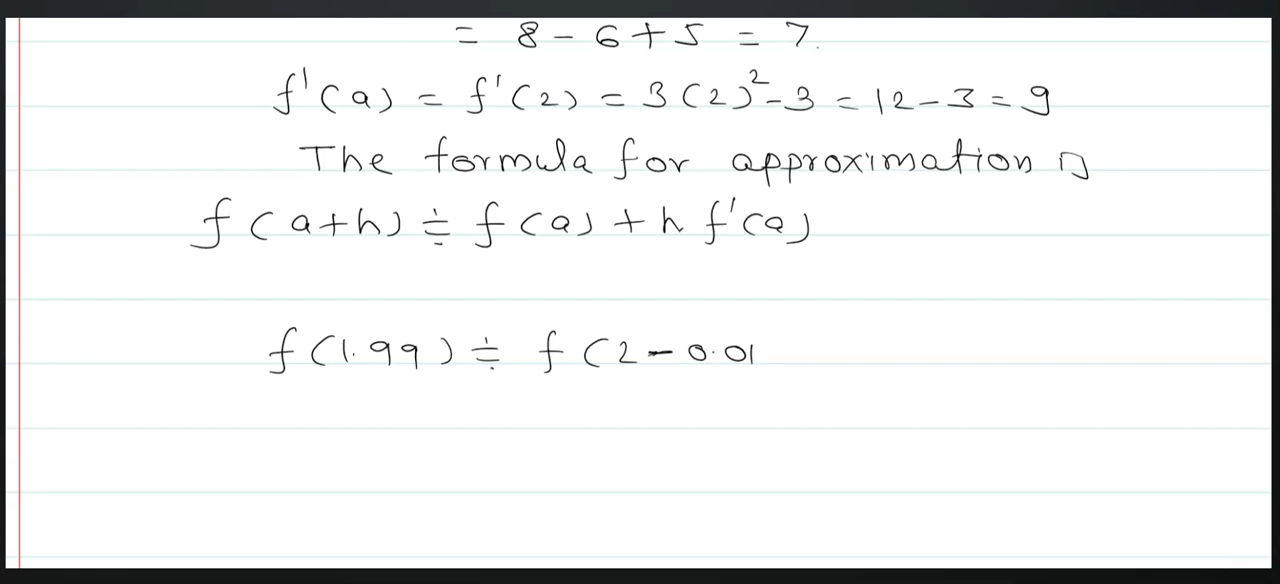 = 8 - 6 + 5 = 7.
f'(a) = f'(2) = 3(2)² - 3 = 12 - 3 = 9
The formula for approximation is
f(a+h) ≑ f(a) + h f'(a)
f(1.99) ≑ f(2 - 0.01